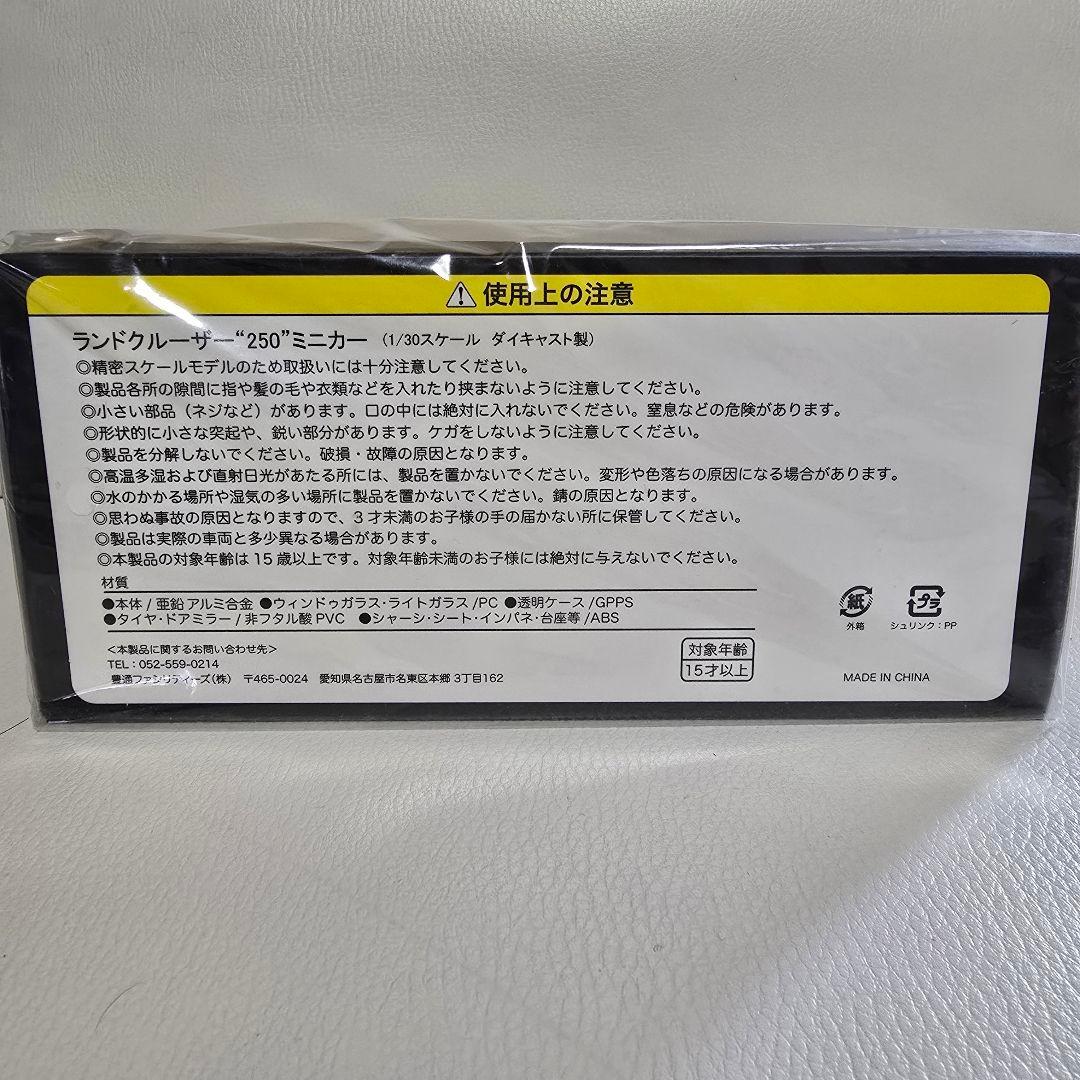 使用上の注意
ランドクルーザー“250”ミニカー（1/30スケール ダイキャスト製）
◎精密スケールモデルのため取扱いには十分注意してください。
◎製品各所の隙間に指や髪の毛や衣類などを入れたり挟まないように注意してください。
◎小さい部品（ネジなど）があります。口の中には絶対に入れないでください。窒息などの危険があります。
◎形状的に小さな突起や、鋭い部分があります。ケガをしないように注意してください。
◎製品を分解しないでください。破損・故障の原因となります。
◎高温多湿および直射日光があたる所には、製品を置かないでください。変形や色落ちの原因になる場合があります。
◎水のかかる場所や湿気の多い場所に製品を置かないでください。錆の原因となります。
◎思わぬ事故の原因となりますので、3才未満のお子様の手の届かない所に保管してください。
◎製品は実際の車両と多少異なる場合があります。
◎本製品の対象年齢は15歳以上です。対象年齢未満のお子様には絶対に与えないでください。
材質
●本体/亜鉛アルミ合金 ●ウィンドゥガラス・ライトガラス/PC ●透明ケース/GPPS
●タイヤ・ドアミラー/非フタル酸PVC ●シャーシ・シート・インパネ・台座等/ABS
紙 プラ
外箱 シュリンク：PP
＜本製品に関するお問い合わせ先＞
TEL：052-559-0214
豊通ファシリティーズ（株） 〒465-0024 愛知県名古屋市名東区本郷3丁目162
対象年齢
15才以上
MADE IN CHINA